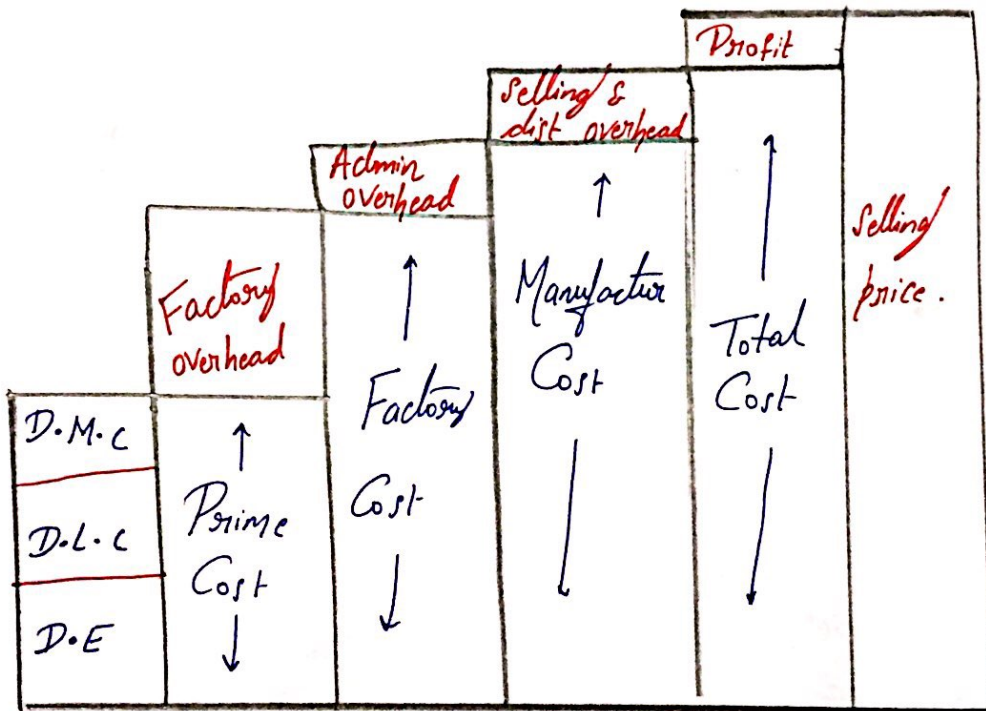 D.M.C
D.L.C
D.E
Factory
overhead
Prime
Cost
Admin
overhead
Factory
Cost
Selling &
dist overhead
Manufactur
Cost
Profit
Total
Cost
Selling
price.